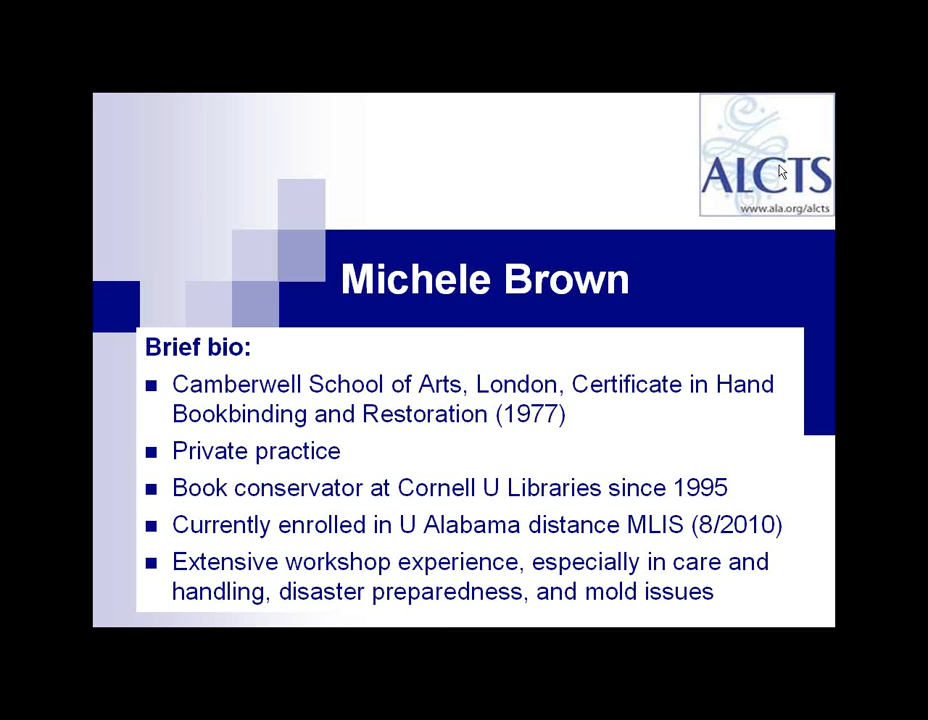 ALCTS
www.ala.org/alcts
Michele Brown
Brief bio:
Camberwell School of Arts, London, Certificate in Hand
Bookbinding and Restoration (1977)
Private practice
Book conservator at Cornell U Libraries since 1995
Currently enrolled in U Alabama distance MLIS (8/2010)
Extensive workshop experience, especially in care and
handling, disaster preparedness, and mold issues